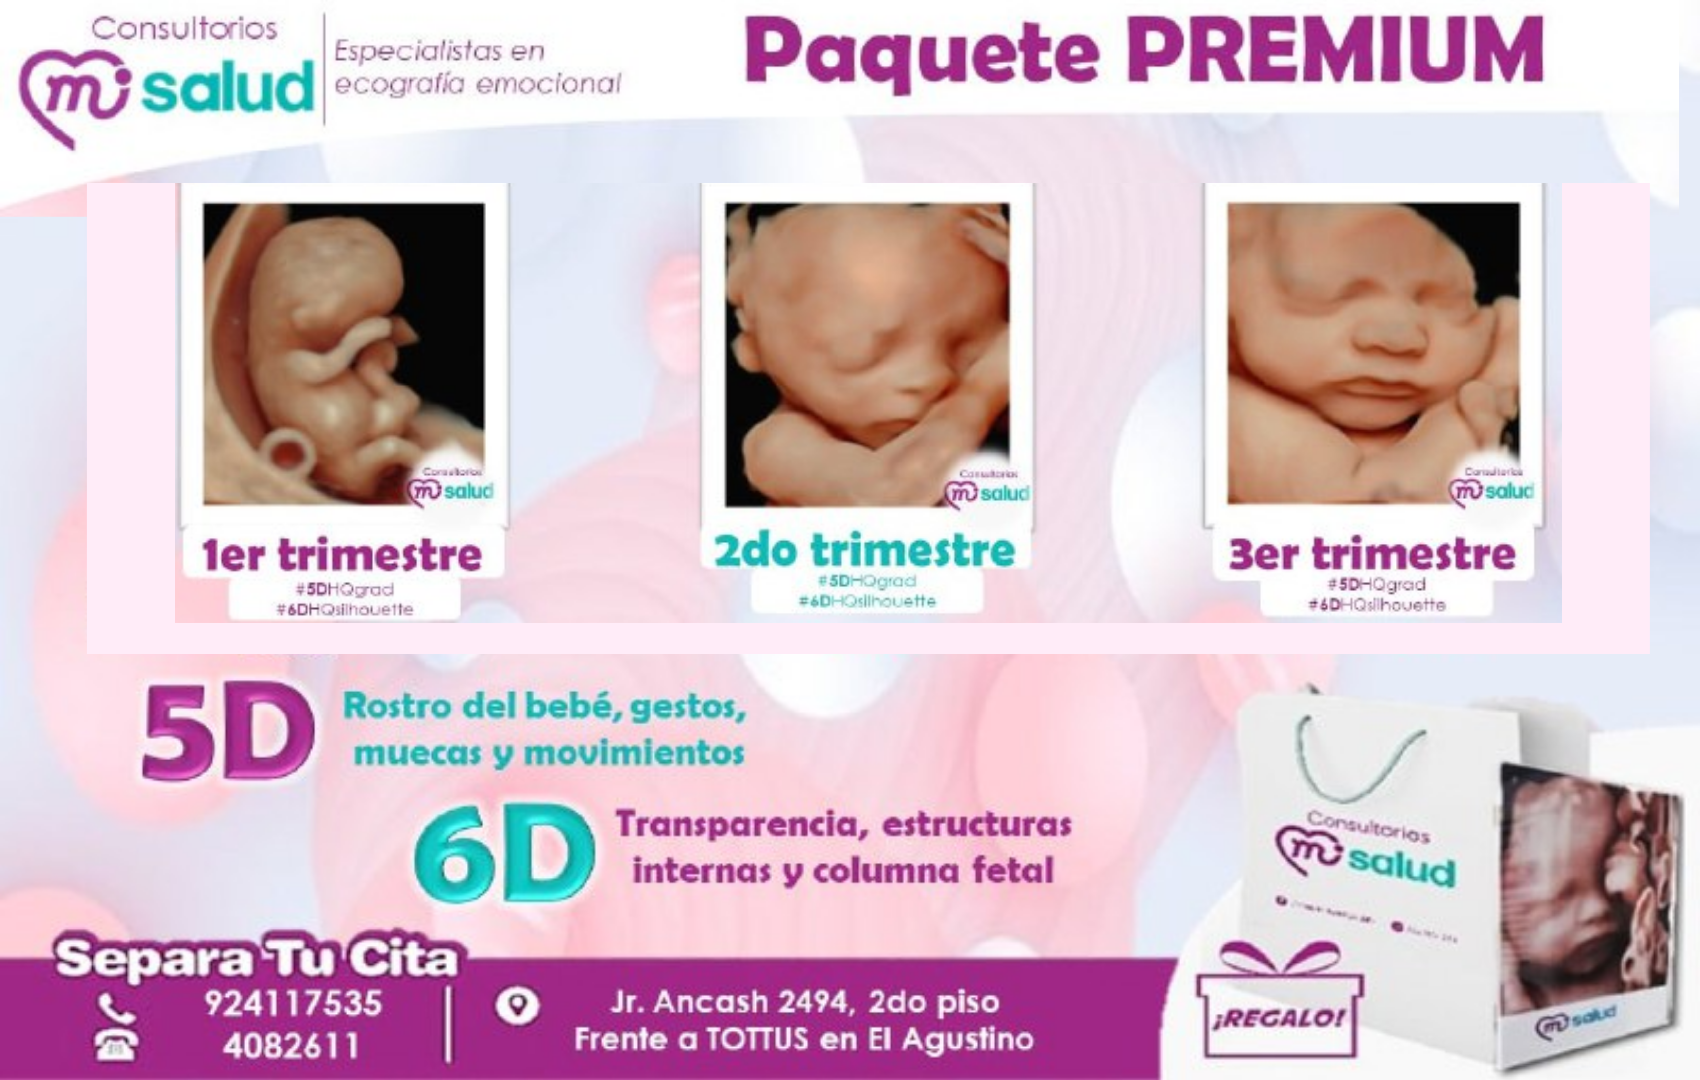 Consultorios
mi salud
Especialistas en
ecografía emocional
Paquete PREMIUM
Consultorios
mi salud
Consultorios
mi salud
Consultorios
mi salud
1er trimestre
#5DHQgrad
#6DHQsilhouette
2do trimestre
#5DHQgrad
#6DHQsilhouette
3er trimestre
#5DHQgrad
#6DHQsilhouette
5D
Rostro del bebé, gestos,
muecas y movimientos
6D
Transparencia, estructuras
internas y columna fetal
Consultorios
mi salud
mi salud
¡REGALO!
Separa Tu Cita
924117535
4082611
Jr. Ancash 2494, 2do piso
Frente a TOTTUS en El Agustino